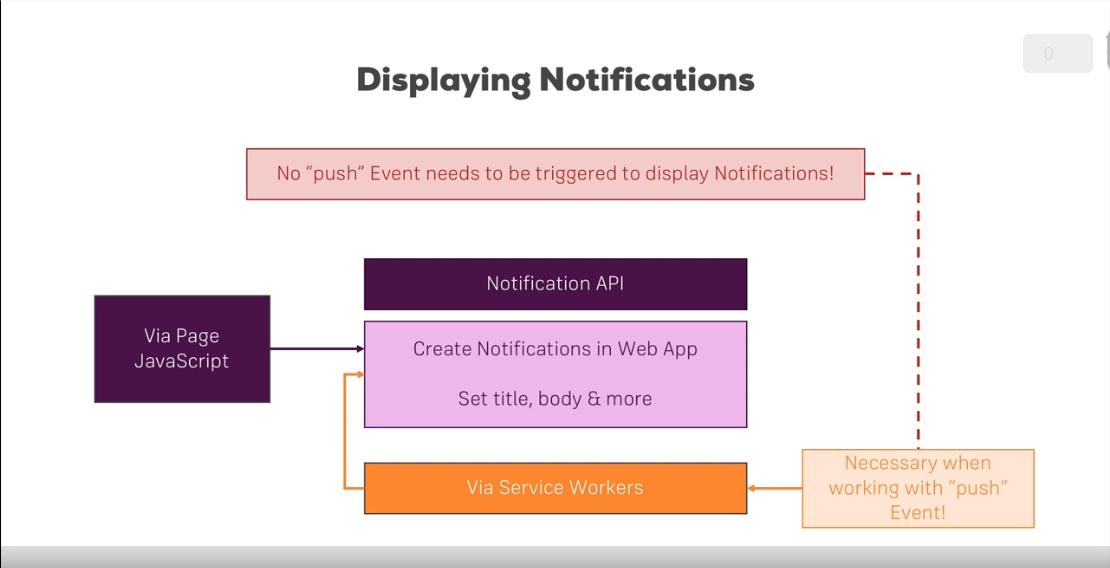 0
Displaying Notifications
No “push” Event needs to be triggered to display Notifications!
Notification API
Via Page
JavaScript
Create Notifications in Web App
Set title, body & more
Via Service Workers
Necessary when
working with “push”
Event!